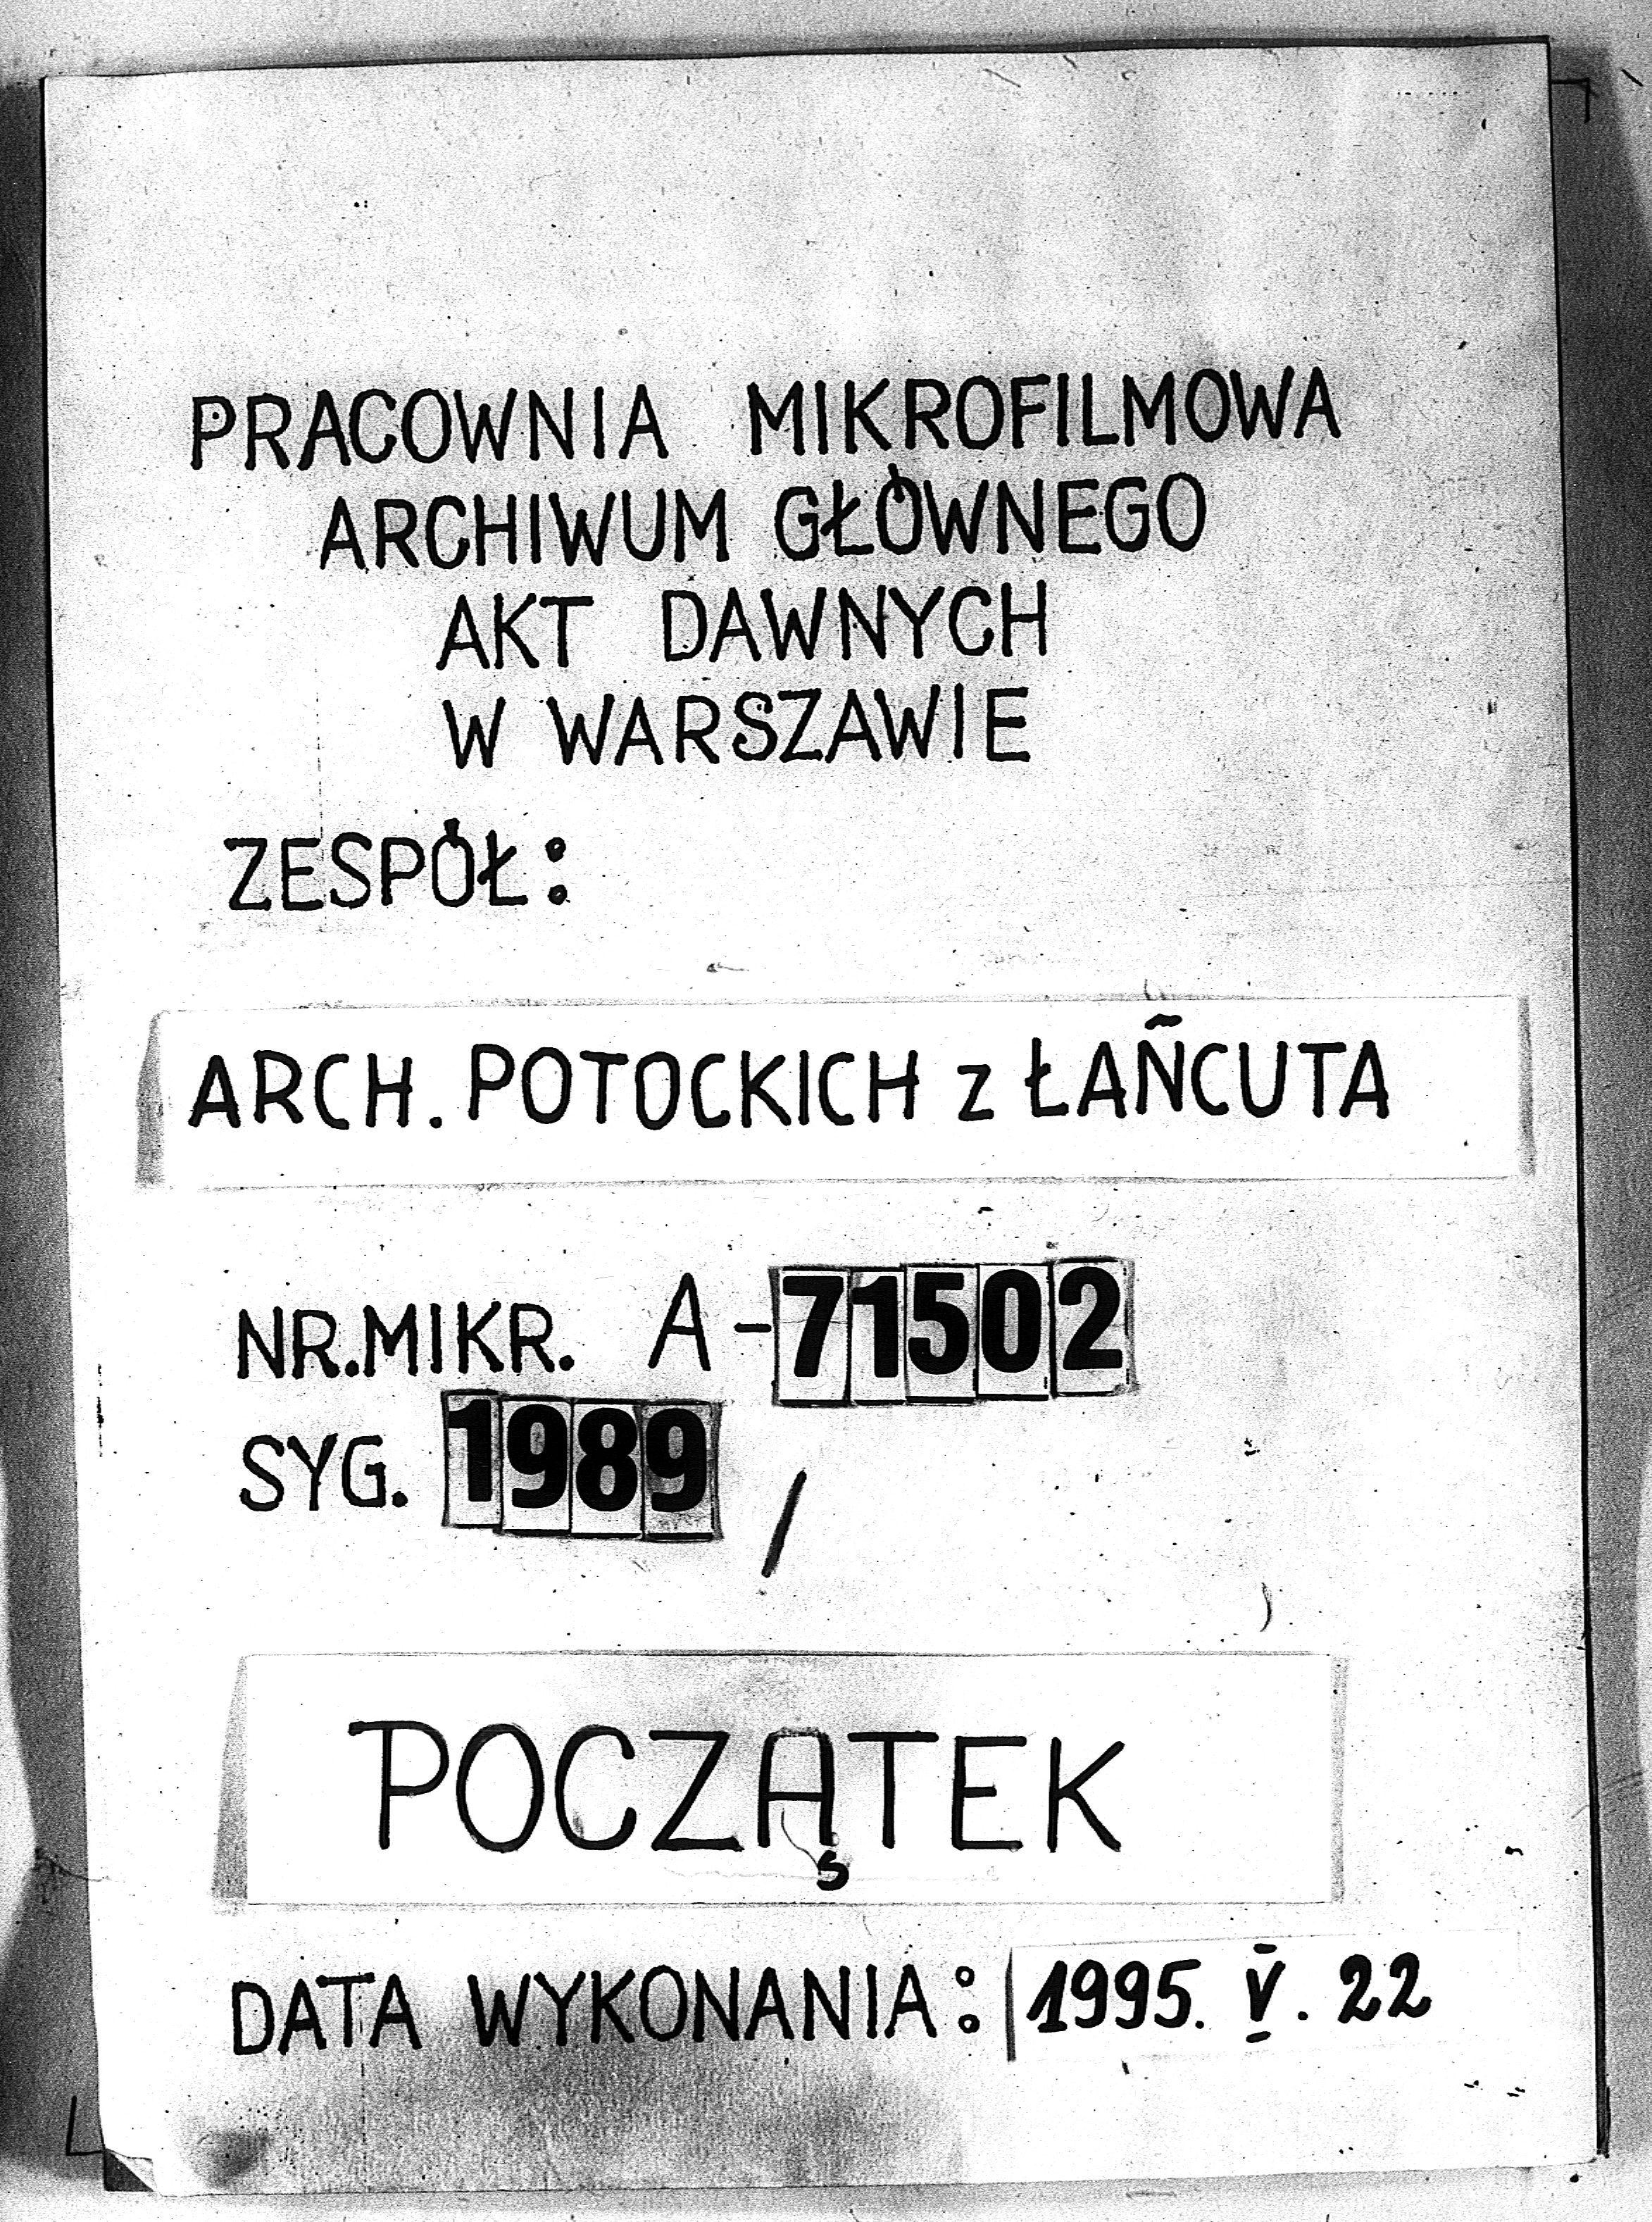 PRACOWNIA MIKROFILMOWA
ARCHIWUM GŁÓWNEGO
AKT DAWNYCH
W WARSZAWIE
ZESPÓŁ:
ARCH. POTOCKICH z ŁAŃCUTA
NR.MIKR. A-71502
SYG. 1989 /
POCZĄTEK
DATA WYKONANIA: 1995. V. 22